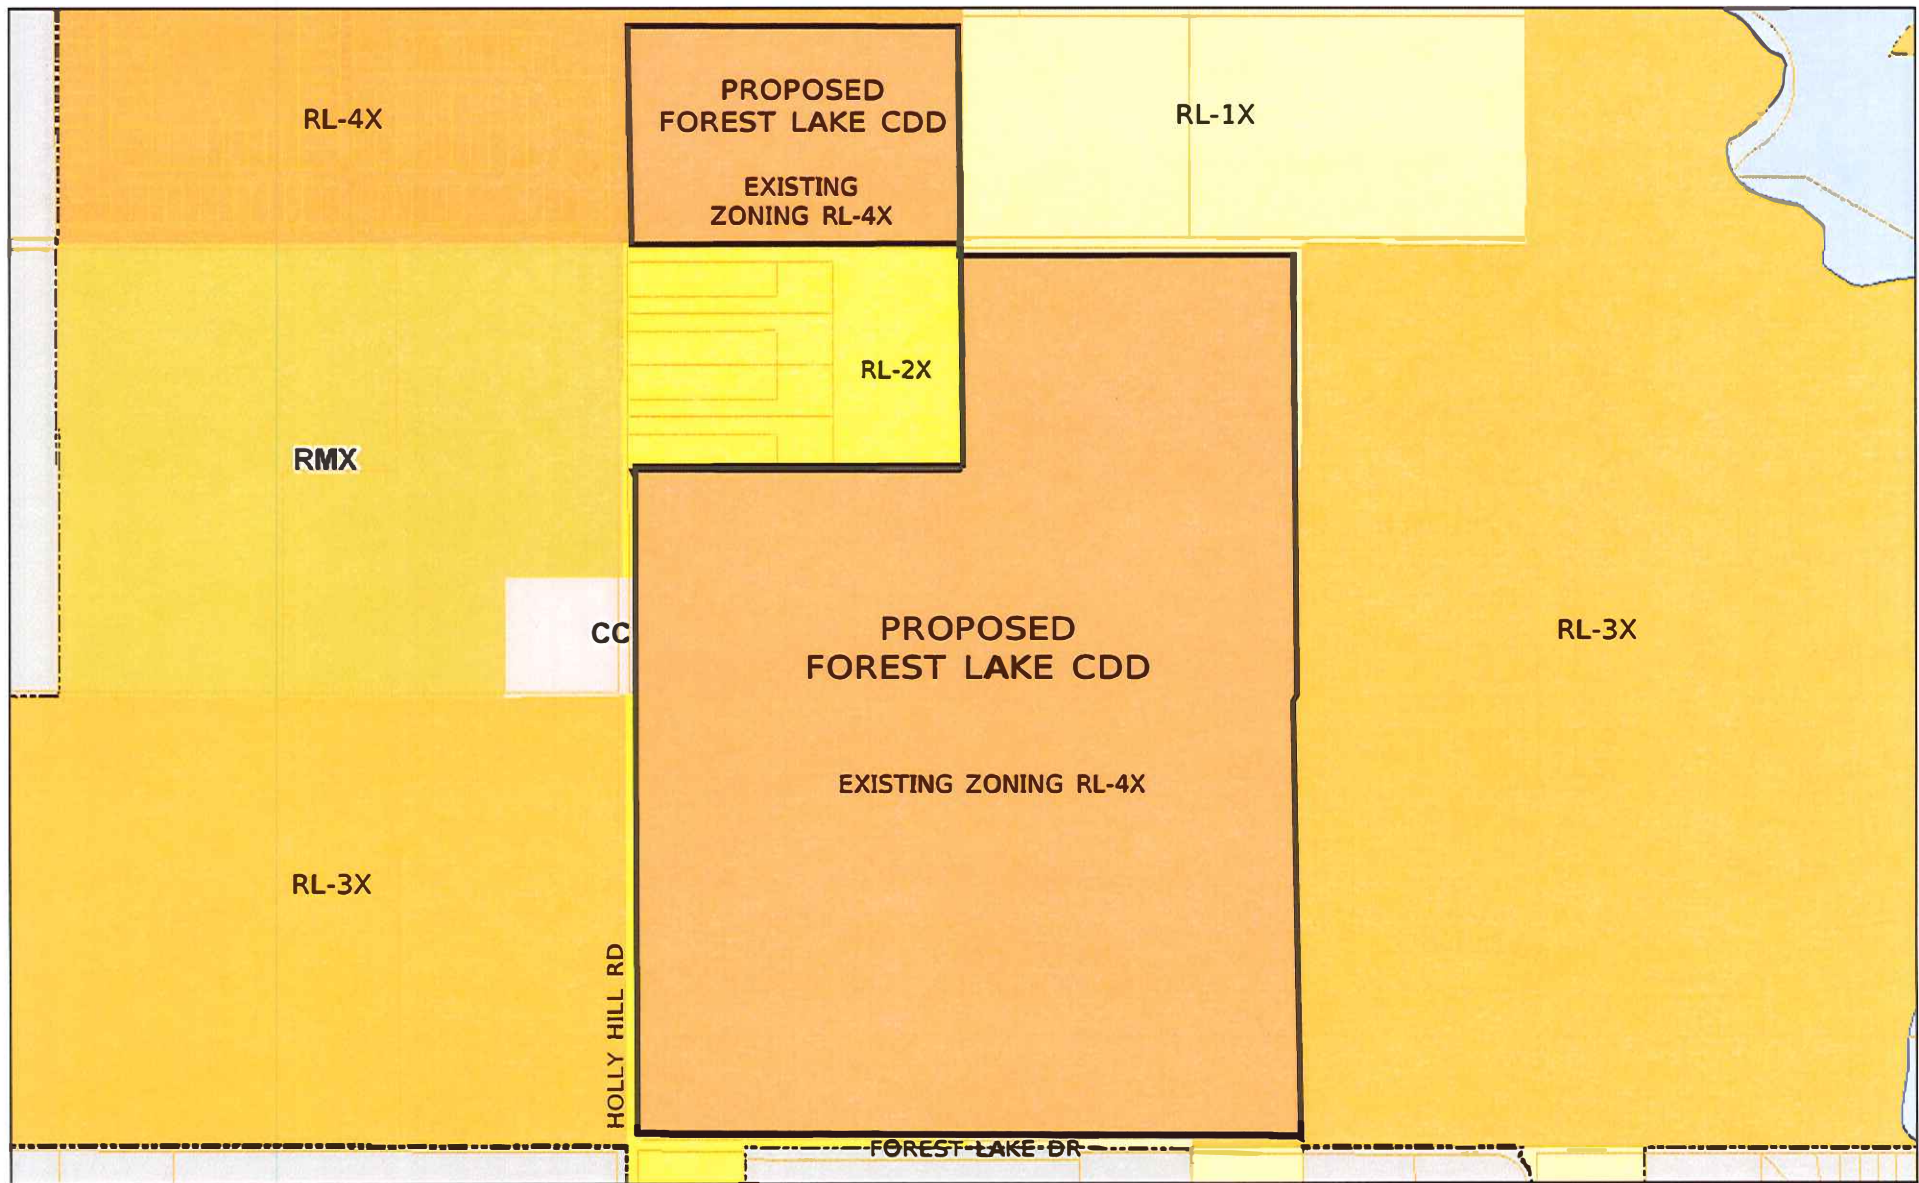 RL-4X
PROPOSED
FOREST LAKE CDD
EXISTING
ZONING RL-4X
RL-1X
RL-2X
RMX
CC
PROPOSED
FOREST LAKE CDD
EXISTING ZONING RL-4X
RL-3X
RL-3X
HOLLY HILL RD
FOREST LAKE DR